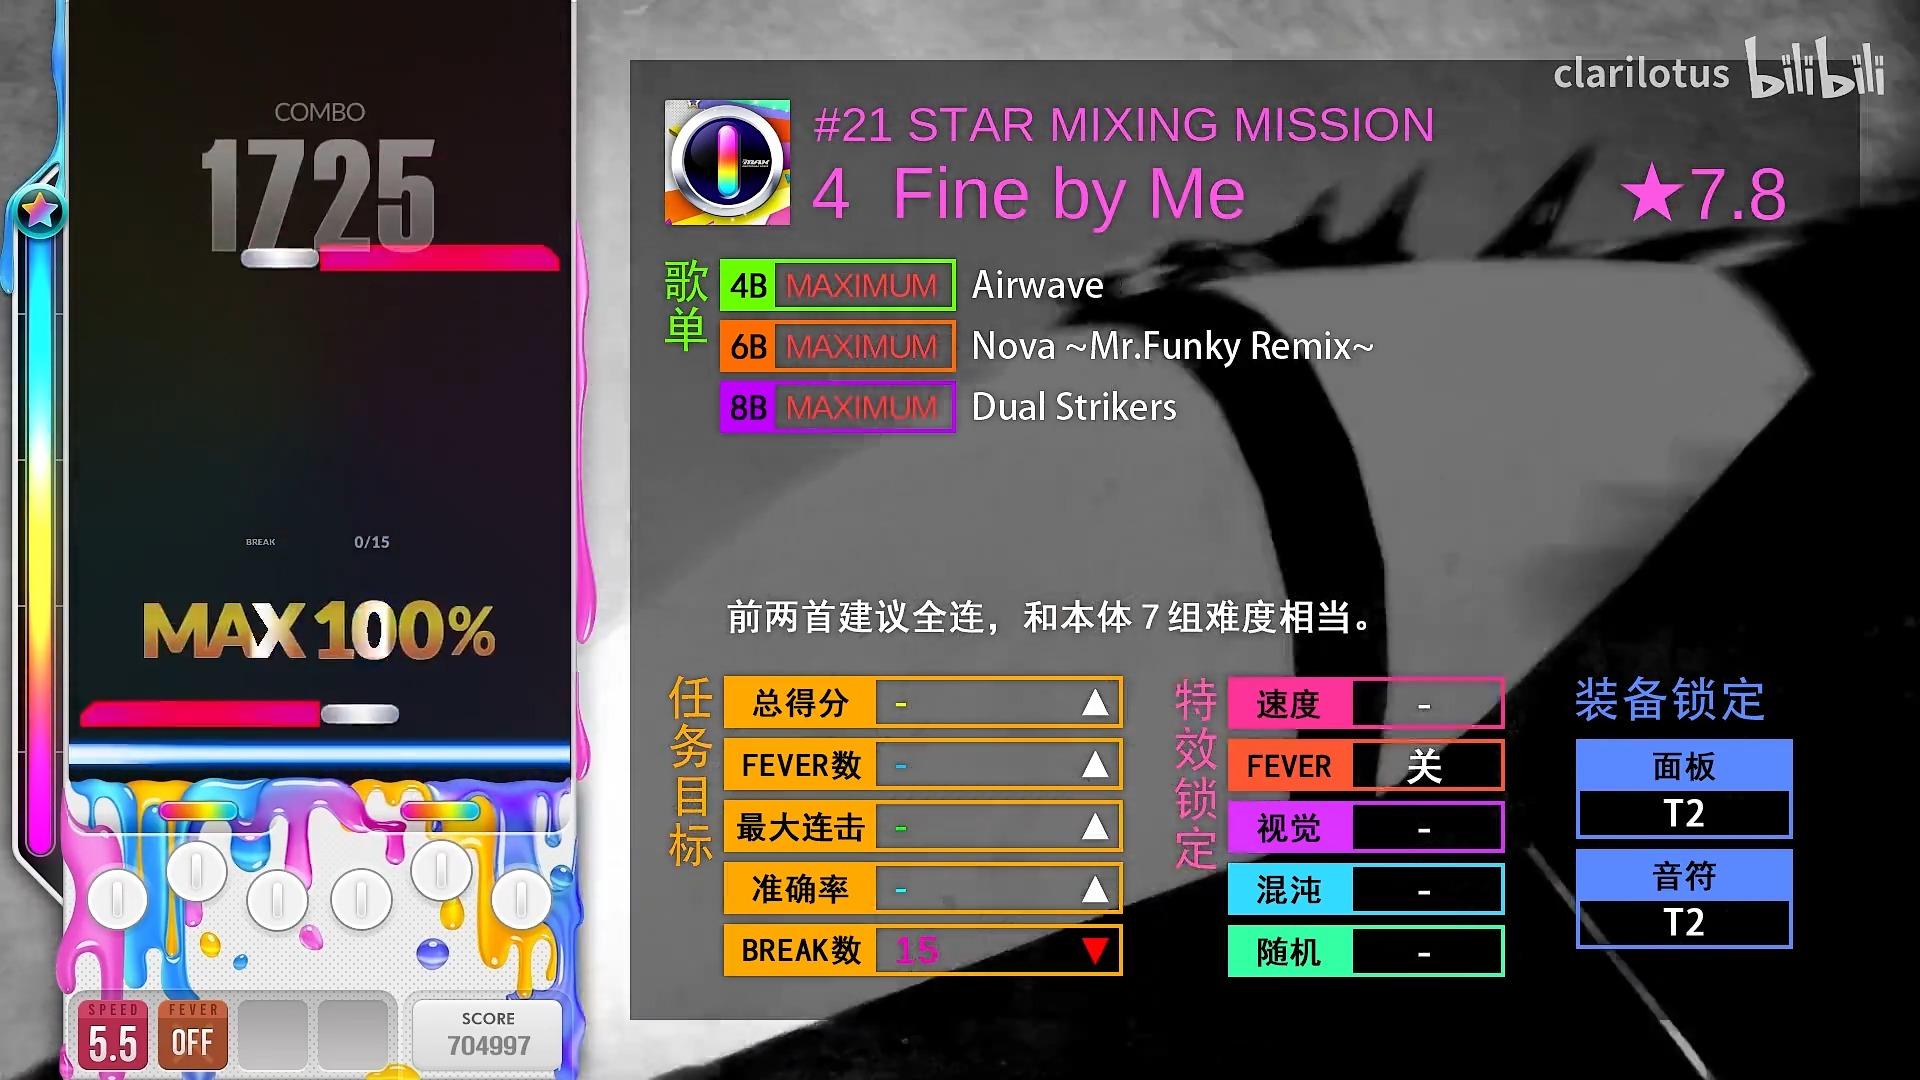 clarilotus bilibili
COMBO
1725
BREAK 0/15
MAX 100%
SPEED
5.5
FEVER
OFF
SCORE
704997
#21 STAR MIXING MISSION
4 Fine by Me
★7.8
歌单
4B MAXIMUM Airwave
6B MAXIMUM Nova ~Mr.Funky Remix~
8B MAXIMUM Dual Strikers
前两首建议全连，和本体7组难度相当。
任务目标
总得分 - ▲
FEVER数 - ▲
最大连击 - ▲
准确率 - ▲
BREAK数 15 ▼
特效锁定
速度 -
FEVER 关
视觉 -
混沌 -
随机 -
装备锁定
面板
T2
音符
T2